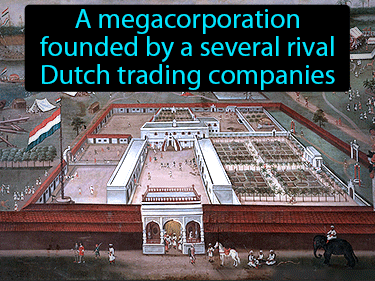 A megacorporation
founded by a several rival
Dutch trading companies